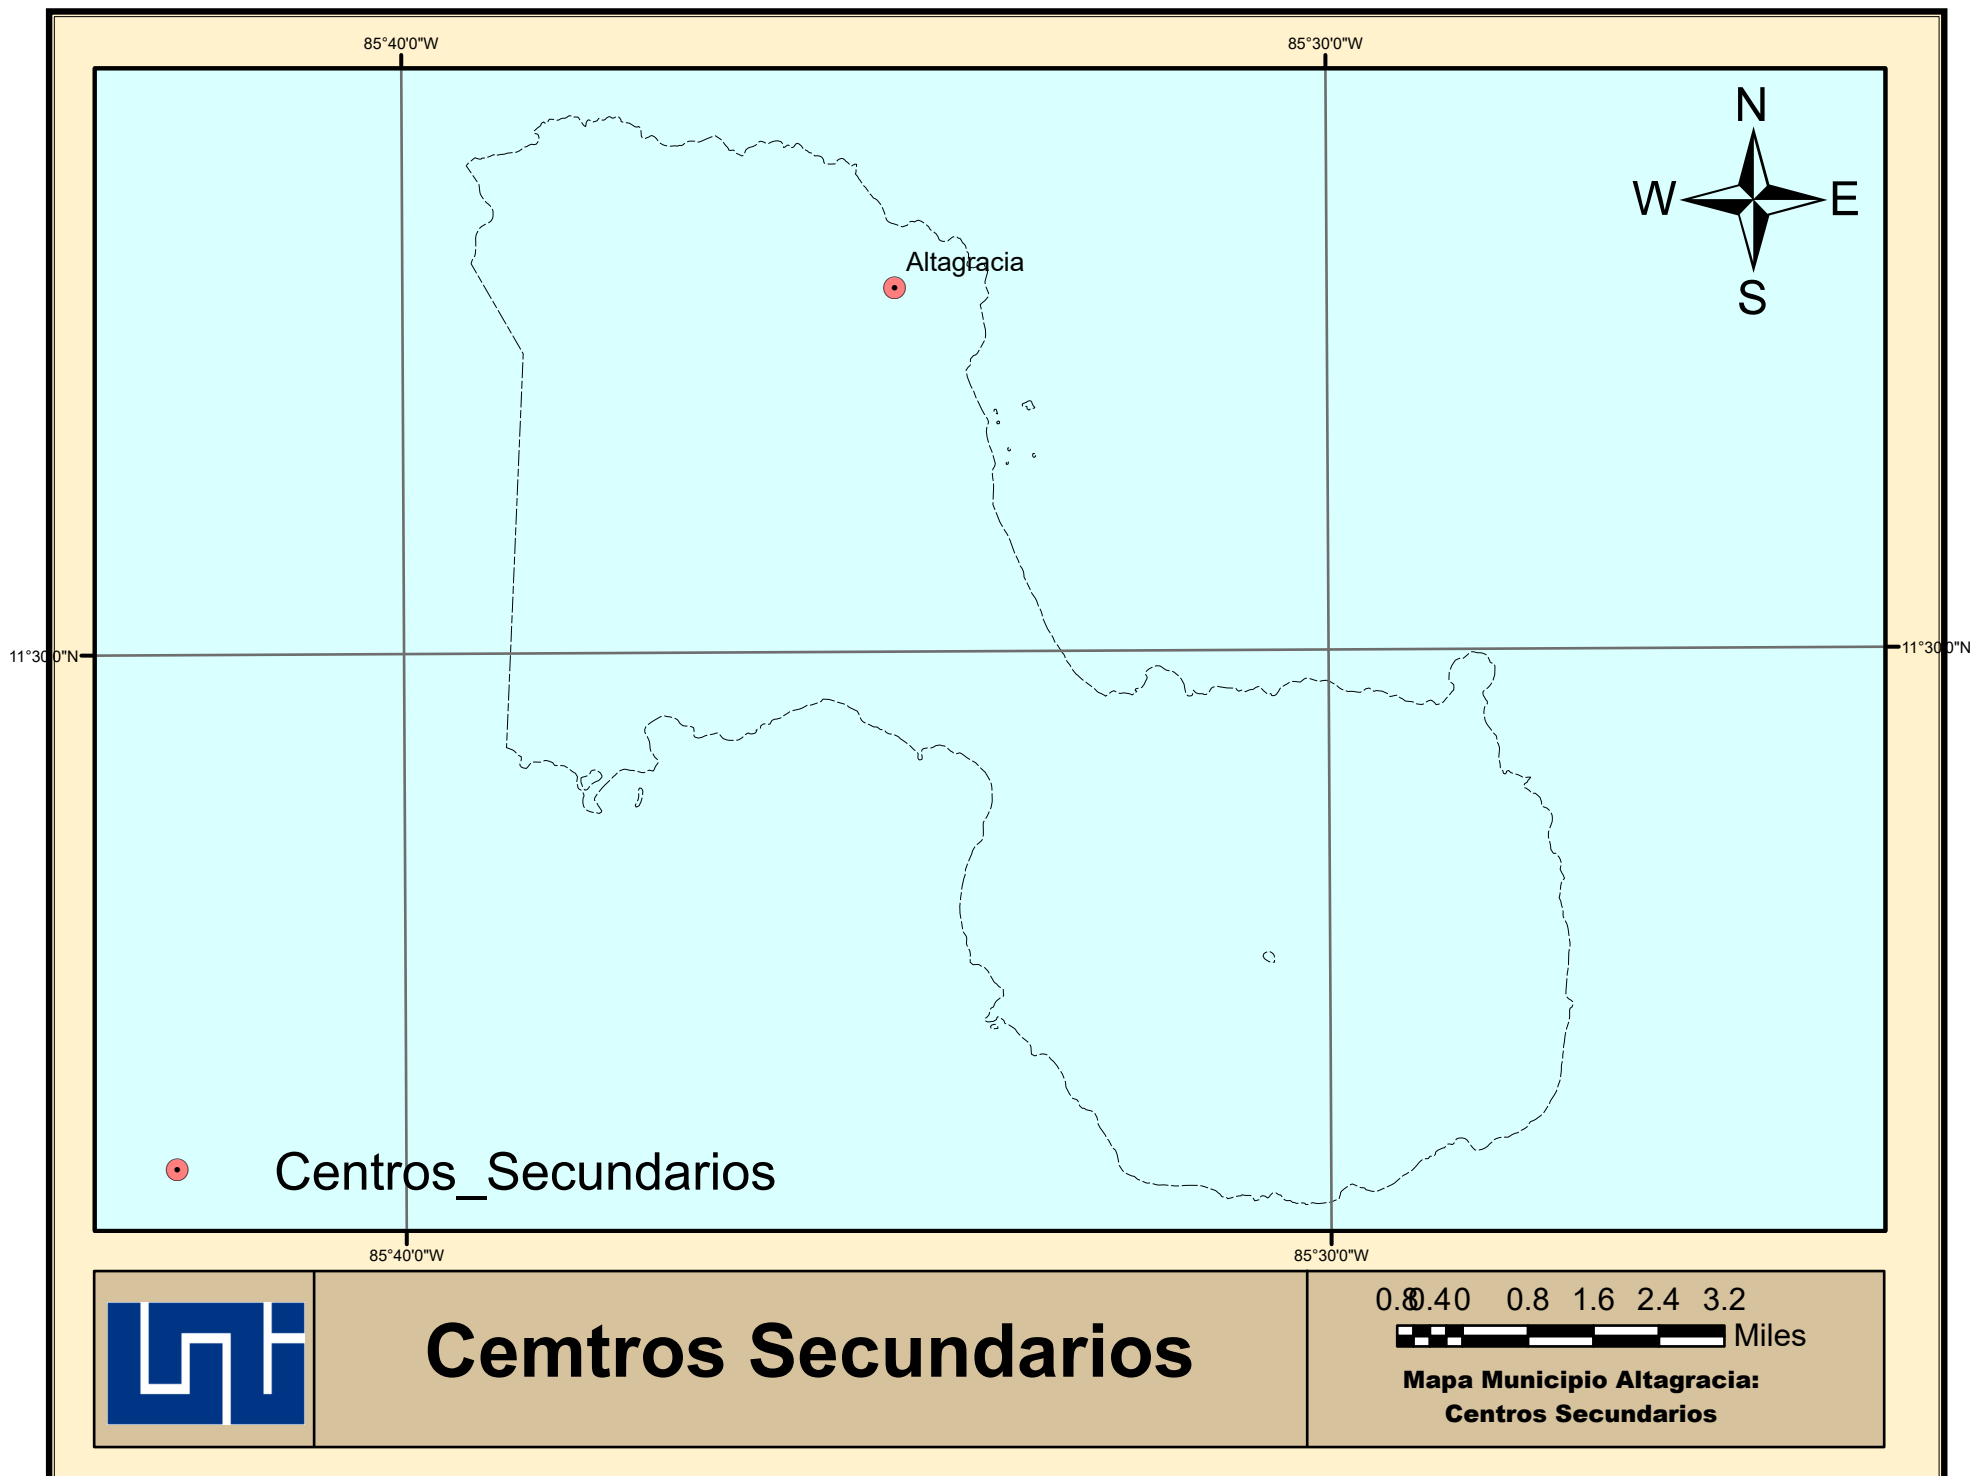 85°40'0"W
85°30'0"W
N
W
E
S
Altagracia
11°30'0"N
11°30'0"N
Centros_Secundarios
85°40'0"W
85°30'0"W
Cemtros Secundarios
0.8 0.4 0 0.8 1.6 2.4 3.2
Miles
Mapa Municipio Altagracia:
Centros Secundarios